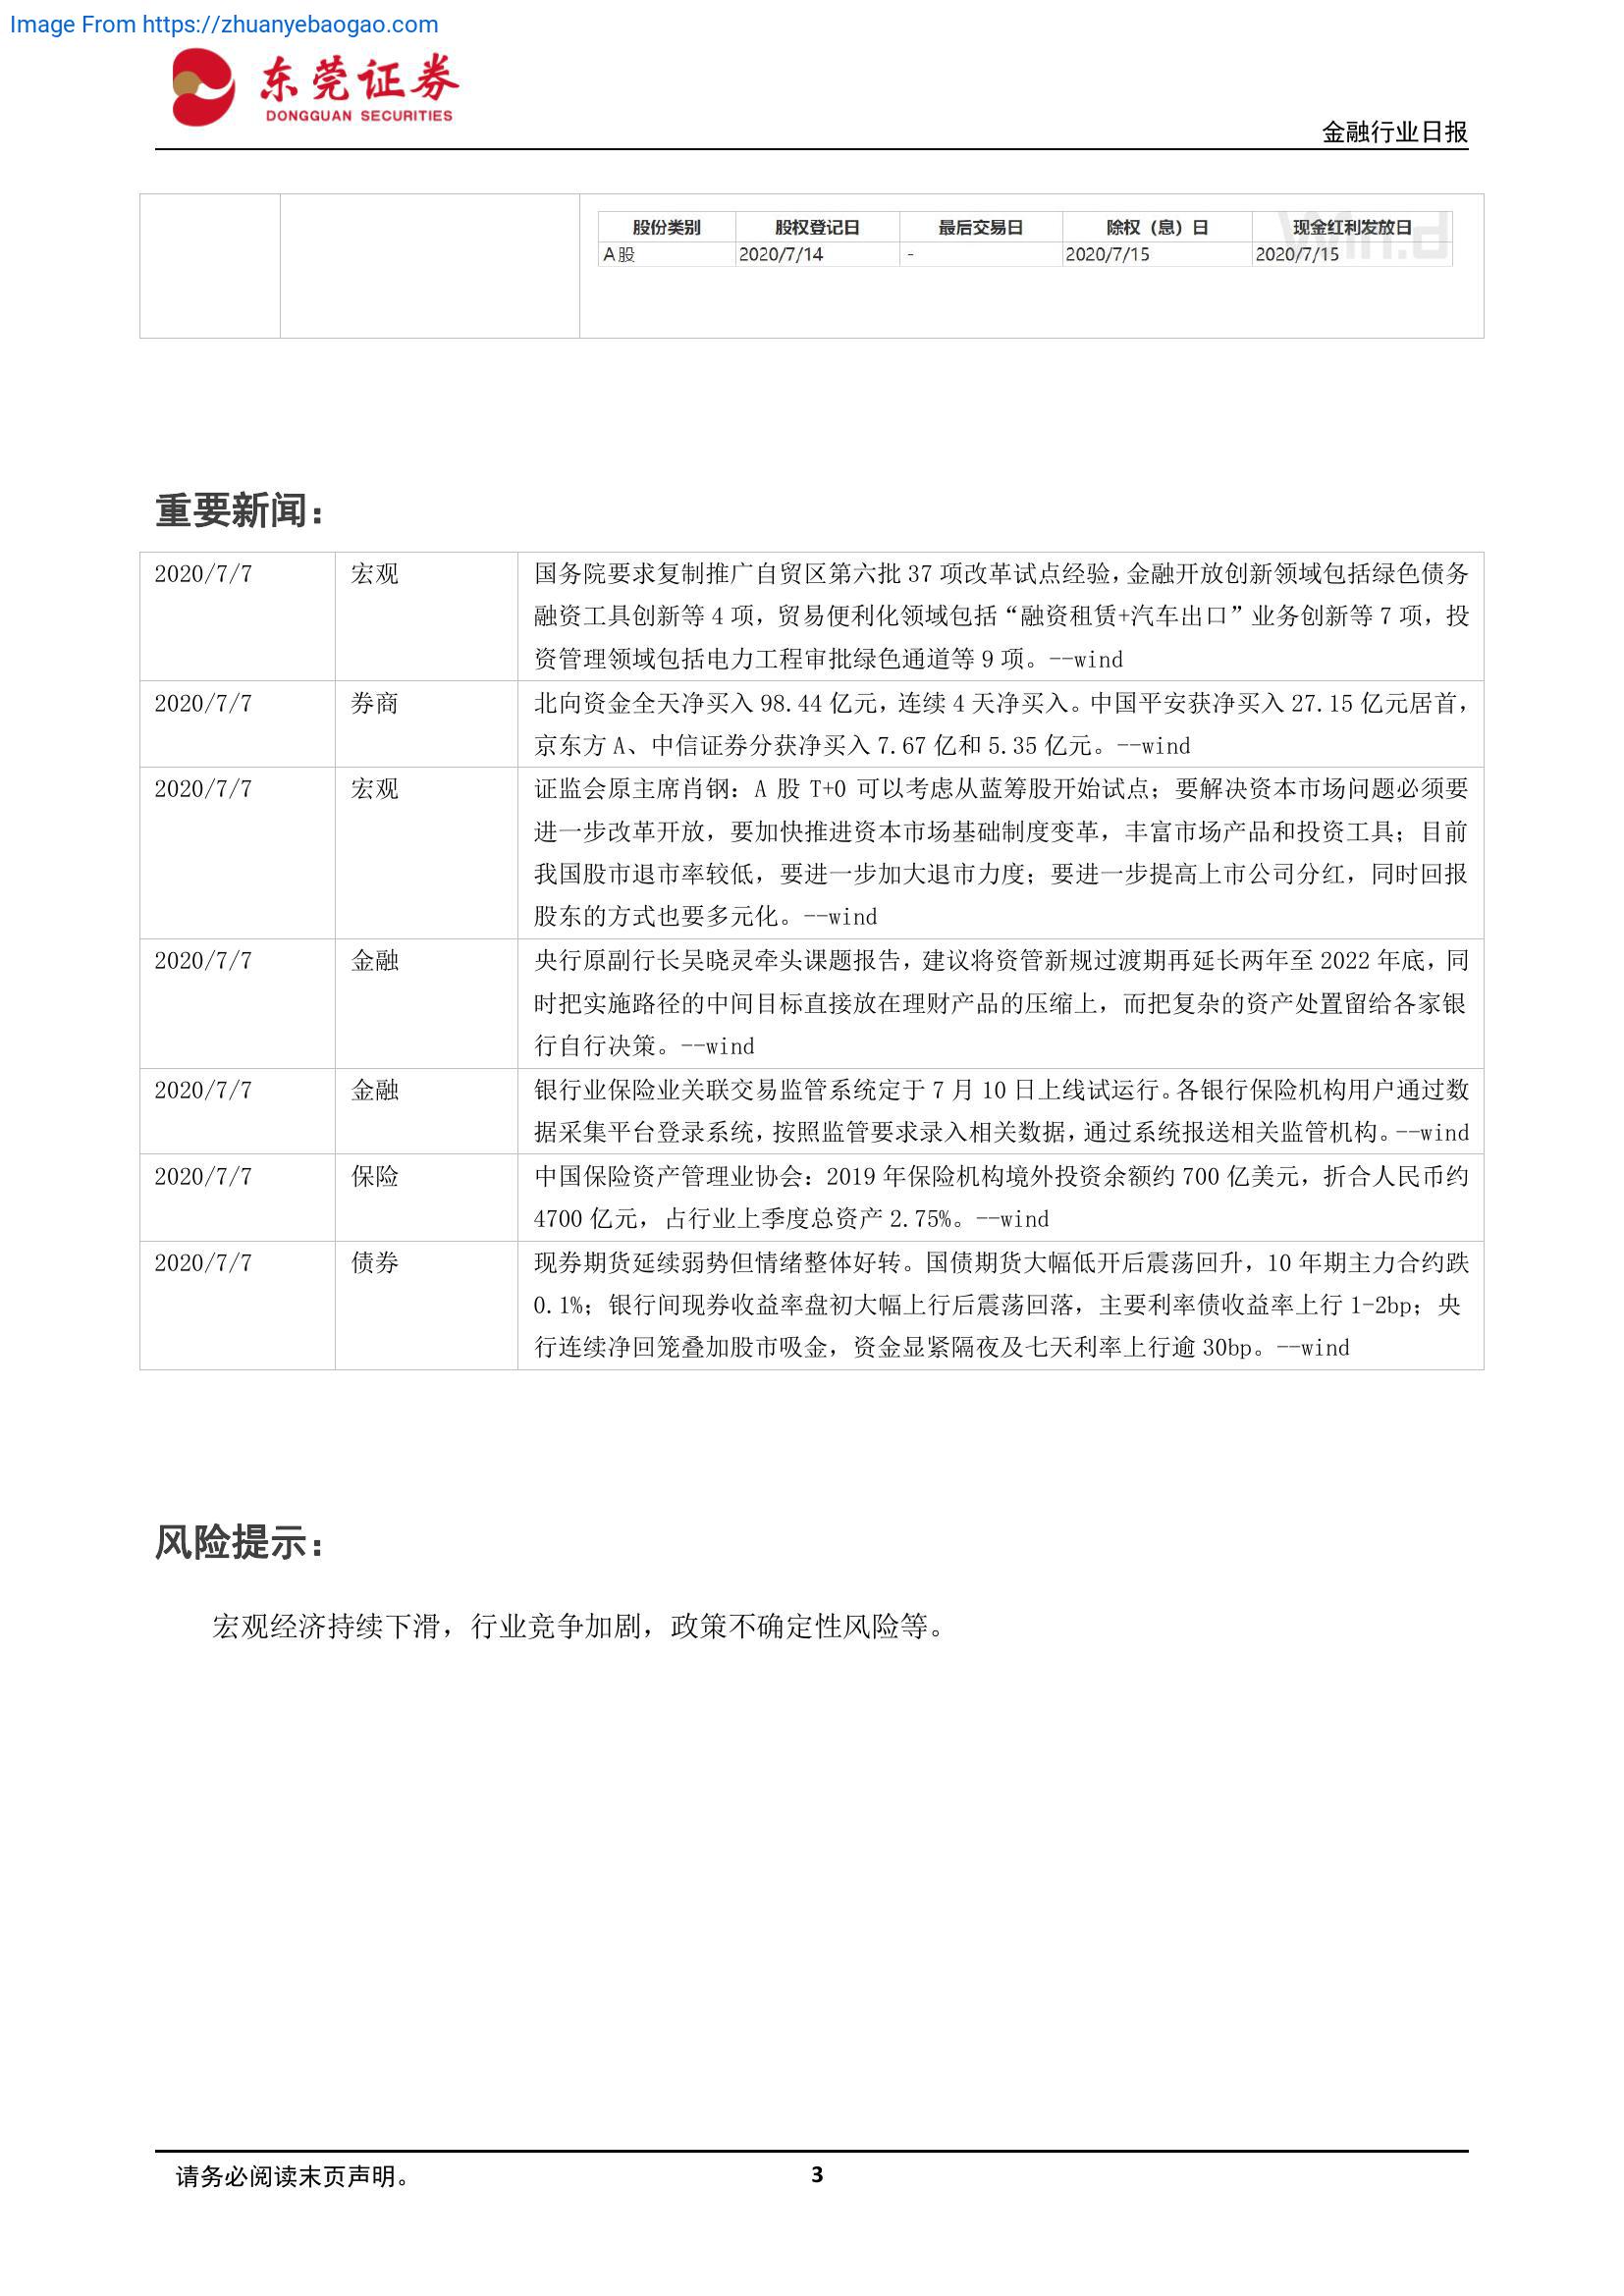 Image From https://zhuanyebaogao.com
东莞证券
DONGGUAN SECURITIES
金融行业日报
股份类别 股权登记日 最后交易日 除权（息）日 现金红利发放日
A股 2020/7/14 - 2020/7/15 2020/7/15
Win.d
重要新闻：
2020/7/7 宏观 国务院要求复制推广自贸区第六批 37 项改革试点经验，金融开放创新领域包括绿色债务
融资工具创新等 4 项，贸易便利化领域包括“融资租赁+汽车出口”业务创新等 7 项，投
资管理领域包括电力工程审批绿色通道等 9 项。--wind
2020/7/7 券商 北向资金全天净买入 98.44 亿元，连续 4 天净买入。中国平安获净买入 27.15 亿元居首，
京东方 A、中信证券分获净买入 7.67 亿和 5.35 亿元。--wind
2020/7/7 宏观 证监会原主席肖钢：A 股 T+0 可以考虑从蓝筹股开始试点；要解决资本市场问题必须要
进一步改革开放，要加快推进资本市场基础制度变革，丰富市场产品和投资工具；目前
我国股市退市率较低，要进一步加大退市力度；要进一步提高上市公司分红，同时回报
股东的方式也要多元化。--wind
2020/7/7 金融 央行原副行长吴晓灵牵头课题报告，建议将资管新规过渡期再延长两年至 2022 年底，同
时把实施路径的中间目标直接放在理财产品的压缩上，而把复杂的资产处置留给各家银
行自行决策。--wind
2020/7/7 金融 银行业保险业关联交易监管系统定于 7 月 10 日上线试运行。各银行保险机构用户通过数
据采集平台登录系统，按照监管要求录入相关数据，通过系统报送相关监管机构。--wind
2020/7/7 保险 中国保险资产管理业协会：2019 年保险机构境外投资余额约 700 亿美元，折合人民币约
4700 亿元，占行业上季度总资产 2.75%。--wind
2020/7/7 债券 现券期货延续弱势但情绪整体好转。国债期货大幅低开后震荡回升，10 年期主力合约跌
0.1%；银行间现券收益率盘初大幅上行后震荡回落，主要利率债收益率上行 1-2bp；央
行连续净回笼叠加股市吸金，资金显紧隔夜及七天利率上行逾 30bp。--wind
风险提示：
宏观经济持续下滑，行业竞争加剧，政策不确定性风险等。
请务必阅读末页声明。 3